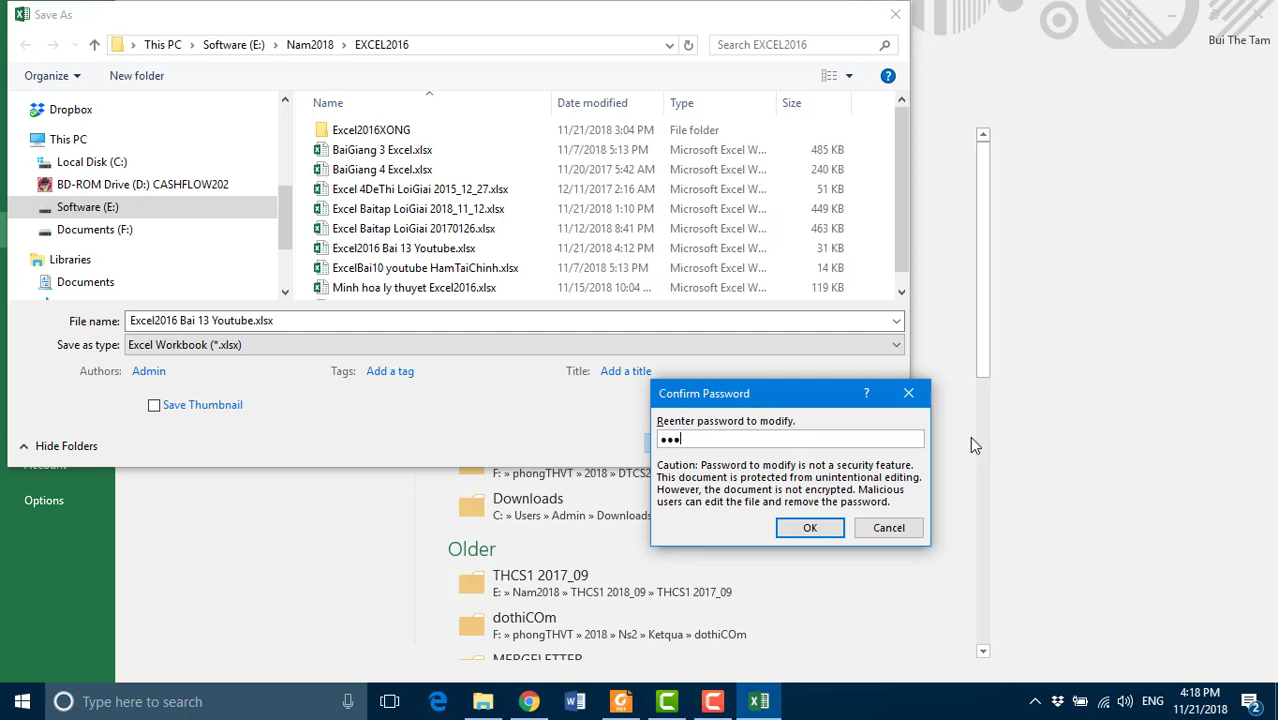 Save As
This PC > Software (E:) > Nam2018 > EXCEL2016
Search EXCEL2016
Bui The Tam
Organize
New folder
Name
Date modified
Type
Size
Dropbox
This PC
Local Disk (C:)
BD-ROM Drive (D:) CASHFLOW202
Software (E:)
Documents (F:)
Libraries
Documents
Excel2016XONG 11/21/2018 3:04 PM File folder
BaiGiang 3 Excel.xlsx 11/7/2018 5:13 PM Microsoft Excel W... 485 KB
BaiGiang 4 Excel.xlsx 11/20/2017 5:42 AM Microsoft Excel W... 240 KB
Excel 4DeThi LoiGiai 2015_12_27.xlsx 12/11/2017 2:16 AM Microsoft Excel W... 51 KB
Excel Baitap LoiGiai 2018_11_12.xlsx 11/21/2018 1:10 PM Microsoft Excel W... 449 KB
Excel Baitap LoiGiai 20170126.xlsx 11/12/2018 8:41 PM Microsoft Excel W... 463 KB
Excel2016 Bai 13 Youtube.xlsx 11/21/2018 4:12 PM Microsoft Excel W... 31 KB
ExcelBai10 youtube HamTaiChinh.xlsx 11/7/2018 5:13 PM Microsoft Excel W... 14 KB
Minh hoa ly thuyet Excel2016.xlsx 11/15/2018 10:04 ... Microsoft Excel W... 119 KB
File name: Excel2016 Bai 13 Youtube.xlsx
Save as type: Excel Workbook (*.xlsx)
Authors: Admin
Tags: Add a tag
Title: Add a title
Save Thumbnail
Hide Folders
Confirm Password
?
Reenter password to modify.
•••
Caution: Password to modify is not a security feature.
This document is protected from unintentional editing.
However, the document is not encrypted. Malicious
users can edit the file and remove the password.
OK
Cancel
Options
F: » phongTHVT » 2018 » DTCS2
Downloads
C: » Users » Admin » Downloads
Older
THCS1 2017_09
E: » Nam2018 » THCS1 2018_09 » THCS1 2017_09
dothiCOm
F: » phongTHVT » 2018 » Ns2 » Ketqua » dothiCOm
MERGELETTER
Type here to search
ENG
4:18 PM
11/21/2018
2